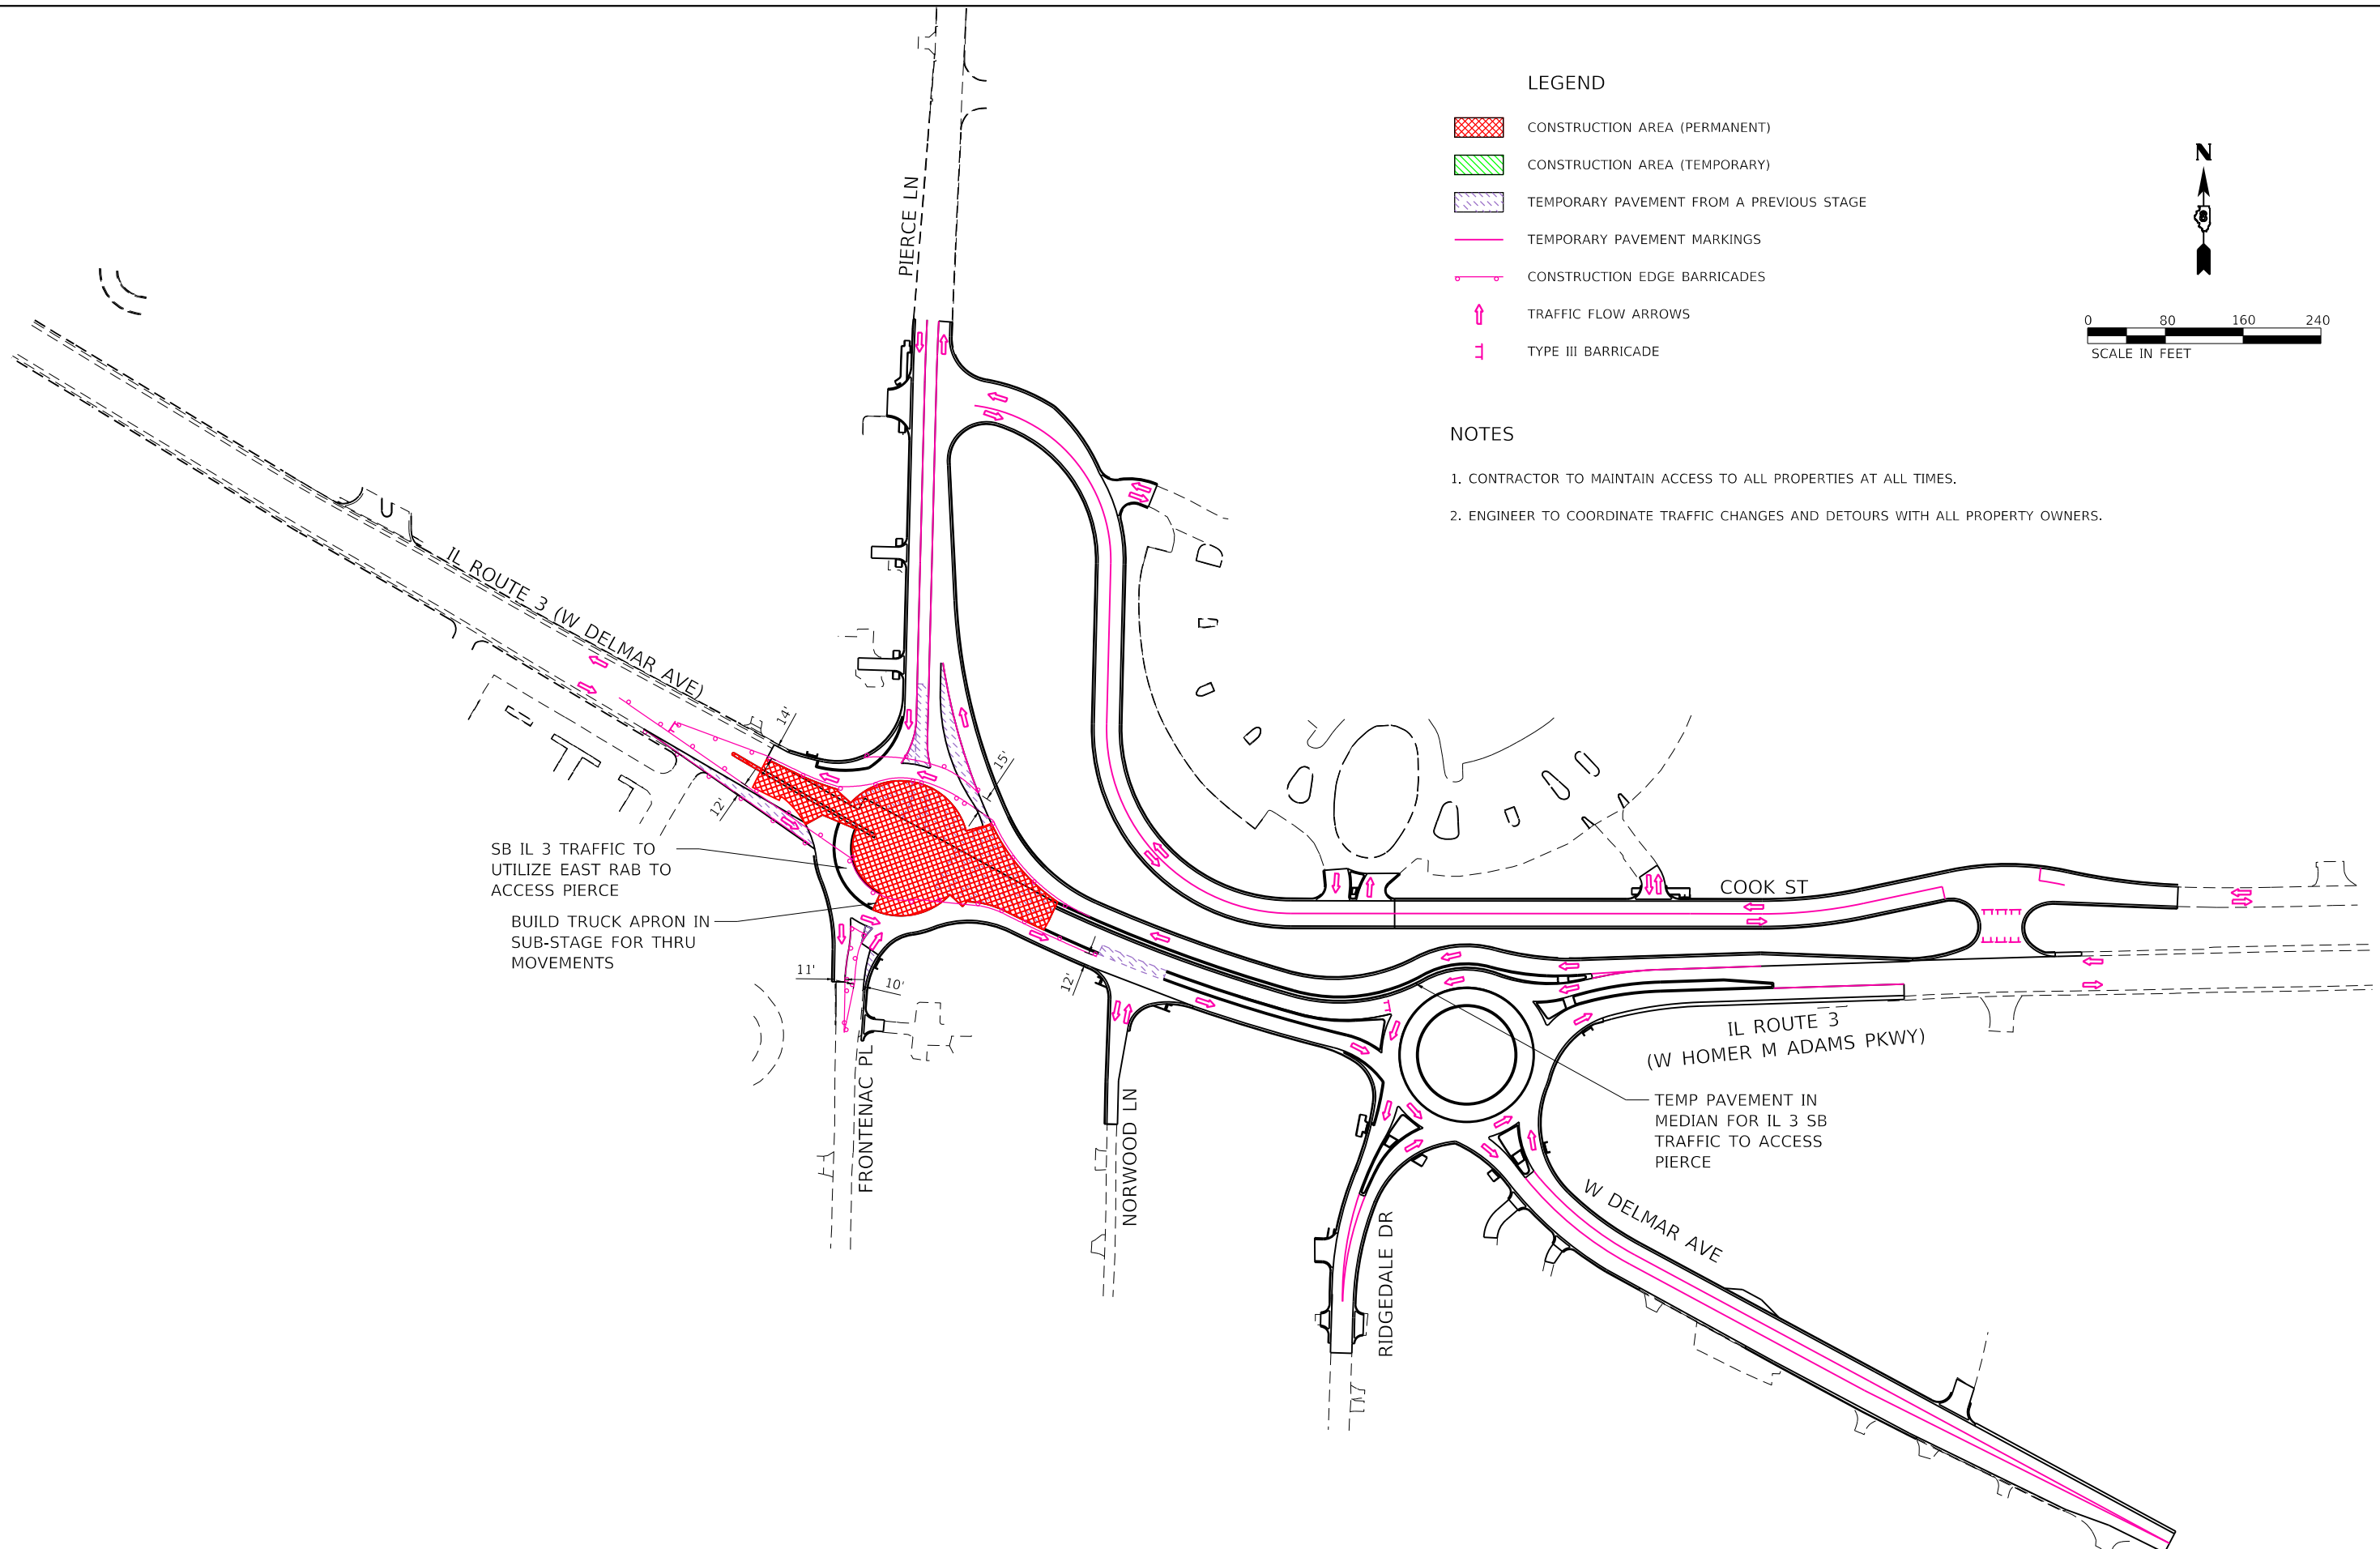 LEGEND
CONSTRUCTION AREA (PERMANENT)
CONSTRUCTION AREA (TEMPORARY)
TEMPORARY PAVEMENT FROM A PREVIOUS STAGE
TEMPORARY PAVEMENT MARKINGS
CONSTRUCTION EDGE BARRICADES
TRAFFIC FLOW ARROWS
TYPE III BARRICADE
N
0 80 160 240
SCALE IN FEET
NOTES
1. CONTRACTOR TO MAINTAIN ACCESS TO ALL PROPERTIES AT ALL TIMES.
2. ENGINEER TO COORDINATE TRAFFIC CHANGES AND DETOURS WITH ALL PROPERTY OWNERS.
PIERCE LN
IL ROUTE 3 (W DELMAR AVE)
14'
15'
12'
SB IL 3 TRAFFIC TO
UTILIZE EAST RAB TO
ACCESS PIERCE
BUILD TRUCK APRON IN
SUB-STAGE FOR THRU
MOVEMENTS
11'
10'
12'
FRONTENAC PL
NORWOOD LN
RIDGEDALE DR
COOK ST
IL ROUTE 3
(W HOMER M ADAMS PKWY)
TEMP PAVEMENT IN
MEDIAN FOR IL 3 SB
TRAFFIC TO ACCESS
PIERCE
W DELMAR AVE